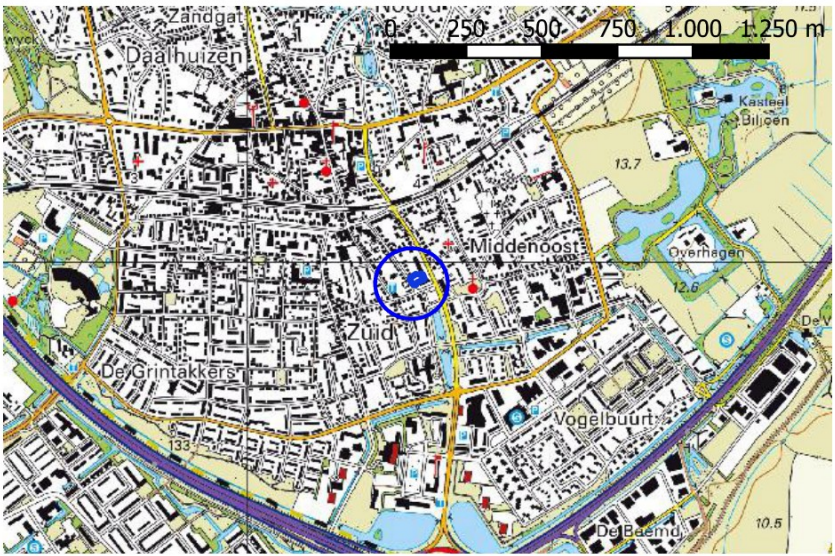 Zandgat
Noord
0 250 500 750 1.000 1.250 m
Daalhuizen
Kasteel
Biljoen
13.7
Middenoost
Overhagen
12.6
Zuid
De Grintakkers
Vogelbuurt
133
De Beemd
10.5